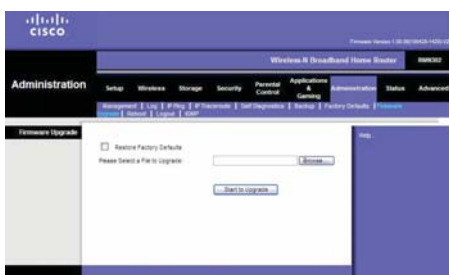 CISCO
Firmware Version
Wireless-N Broadband Home Router
Administration
Setup
Wireless
Storage
Security
Parental Control
Applications & Gaming
Administration
Status
Advanced
Management | Log | IP Ping | IP Traceroute | Self Diagnostics | Backup | Factory Defaults | Firmware
Upgrade | Reboot | Logout | IGMP
Firmware Upgrade
Restore Factory Defaults
Please Select a File to Upgrade:
Browse...
Start to Upgrade
Help...